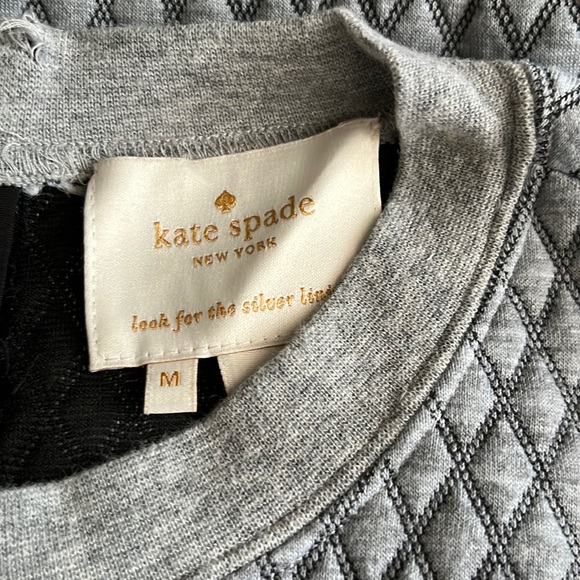 kate spade
NEW YORK
look for the silver
M